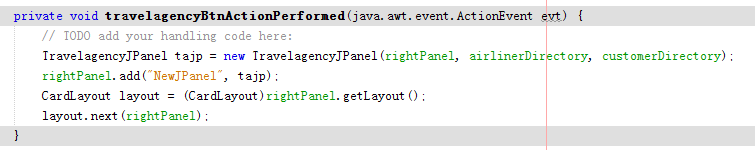 private void travelagencyBtnActionPerformed(java.awt.event.ActionEvent evt) {
// TODO add your handling code here:
TravelagencyJPanel tajp = new TravelagencyJPanel(rightPanel, airlinerDirectory, customerDirectory);
rightPanel.add("NewJPanel", tajp);
CardLayout layout = (CardLayout)rightPanel.getLayout();
layout.next(rightPanel);
}